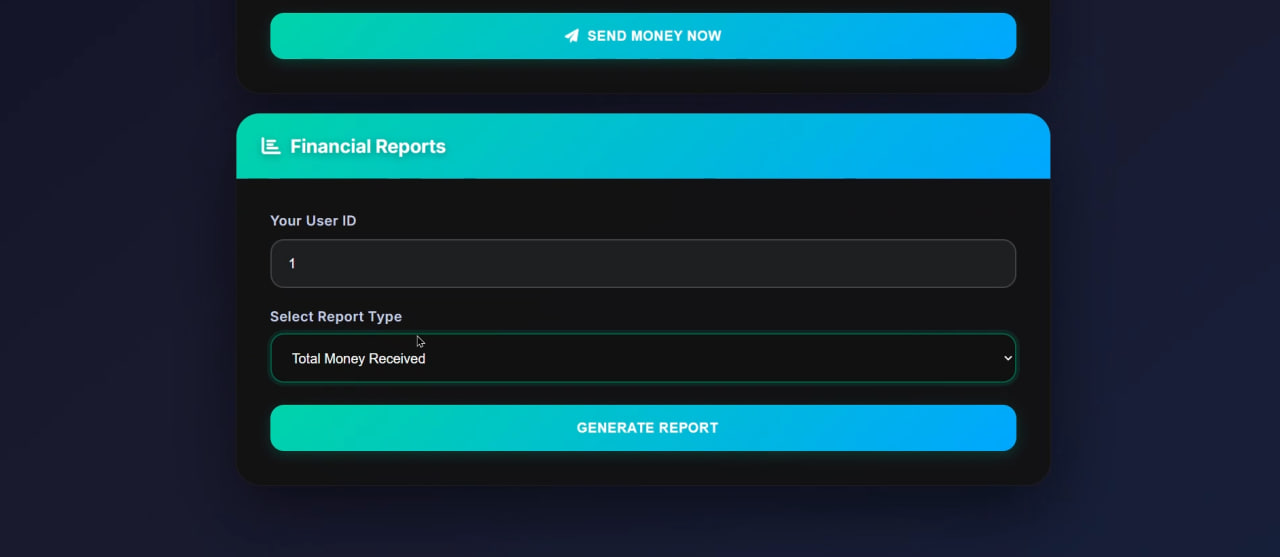 SEND MONEY NOW
Financial Reports
Your User ID
1
Select Report Type
Total Money Received
GENERATE REPORT